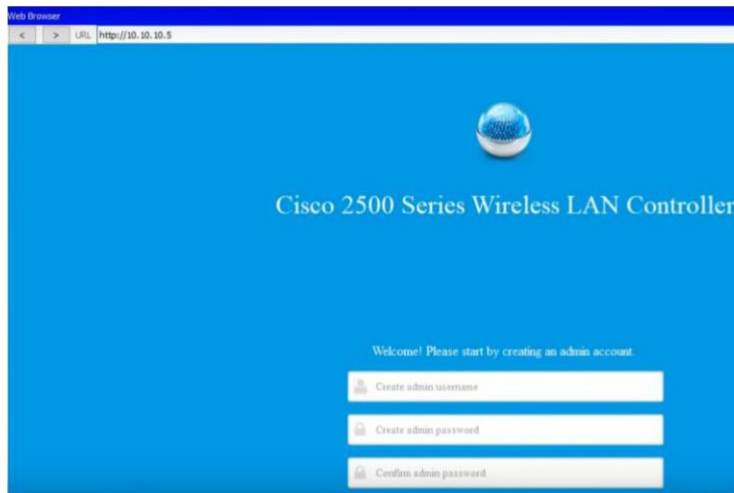 Web Browser
< > URL http://10.10.10.5
Cisco 2500 Series Wireless LAN Controller
Welcome! Please start by creating an admin account.
Create admin username
Create admin password
Confirm admin password